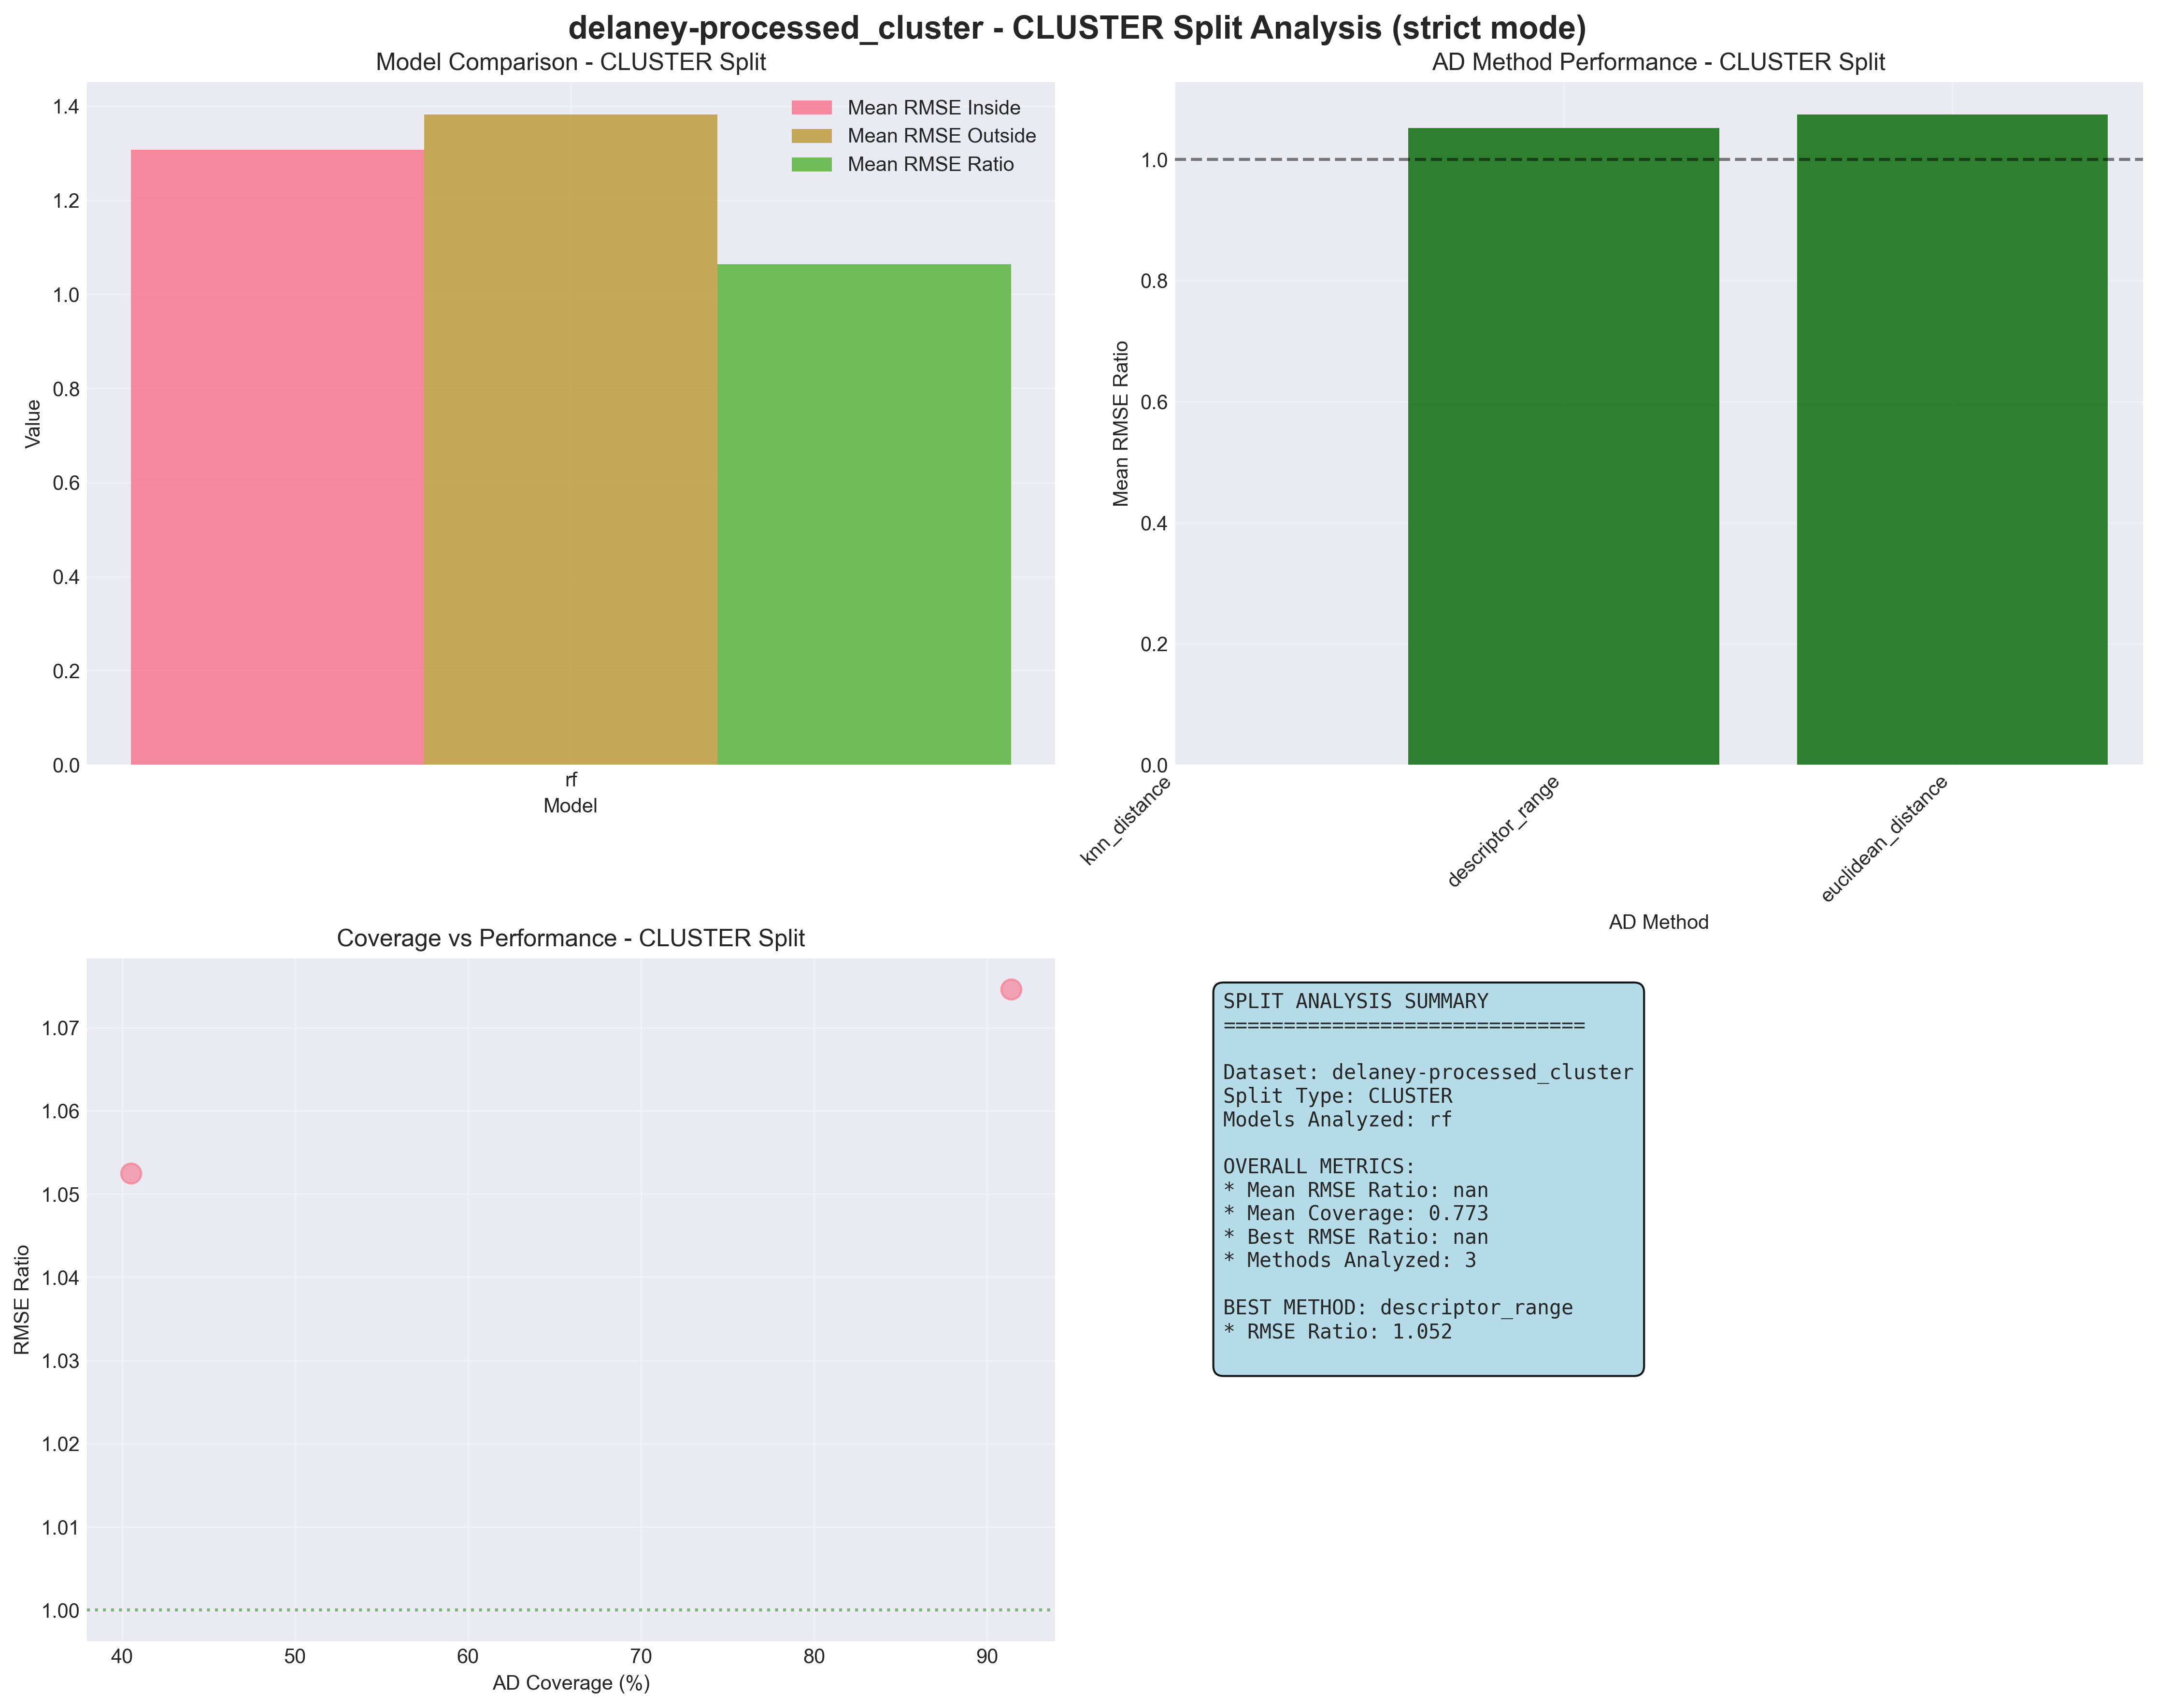 delaney-processed_cluster - CLUSTER Split Analysis (strict mode)
Model Comparison - CLUSTER Split
Value
1.4
1.2
1.0
0.8
0.6
0.4
0.2
0.0
Mean RMSE Inside
Mean RMSE Outside
Mean RMSE Ratio
rf
Model
AD Method Performance - CLUSTER Split
Mean RMSE Ratio
1.0
0.8
0.6
0.4
0.2
0.0
knn_distance
descriptor_range
euclidean_distance
AD Method
Coverage vs Performance - CLUSTER Split
RMSE Ratio
1.07
1.06
1.05
1.04
1.03
1.02
1.01
1.00
40
50
60
70
80
90
AD Coverage (%)
SPLIT ANALYSIS SUMMARY
==============================
Dataset: delaney-processed_cluster
Split Type: CLUSTER
Models Analyzed: rf
OVERALL METRICS:
* Mean RMSE Ratio: nan
* Mean Coverage: 0.773
* Best RMSE Ratio: nan
* Methods Analyzed: 3
BEST METHOD: descriptor_range
* RMSE Ratio: 1.052